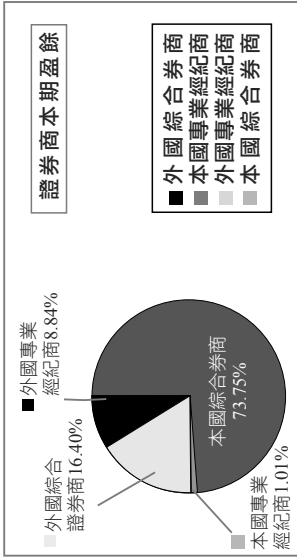 證券商本期盈餘
外國綜合券商
本國專業經紀商
外國專業經紀商
本國綜合券商
外國專業
經紀商8.84%
外國綜合
證券商16.40%
本國綜合券商
73.75%
本國專業
經紀商1.01%